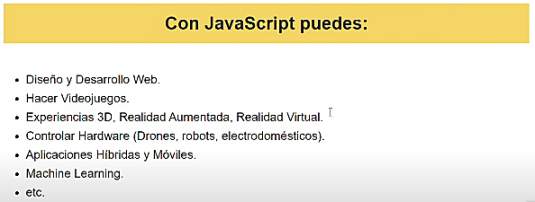 Con JavaScript puedes:
• Diseño y Desarrollo Web.
• Hacer Videojuegos.
• Experiencias 3D, Realidad Aumentada, Realidad Virtual.
• Controlar Hardware (Drones, robots, electrodomésticos).
• Aplicaciones Híbridas y Móviles.
• Machine Learning.
• etc.